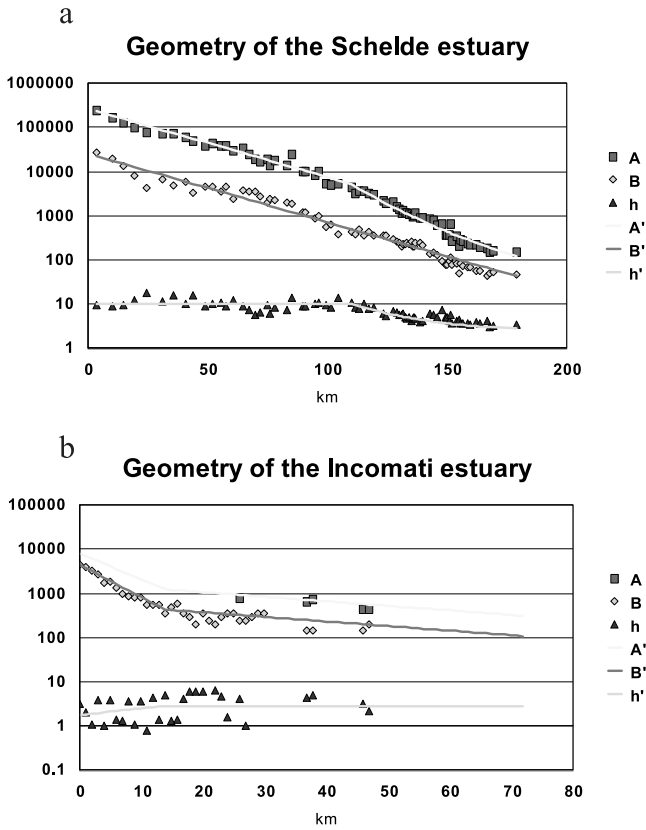 a
Geometry of the Schelde estuary
1000000
100000
10000
1000
100
10
1
0 50 100 150 200
km
A
B
h
A'
B'
h'
b
Geometry of the Incomati estuary
100000
10000
1000
100
10
1
0.1
0 10 20 30 40 50 60 70 80
km
A
B
h
A'
B'
h'